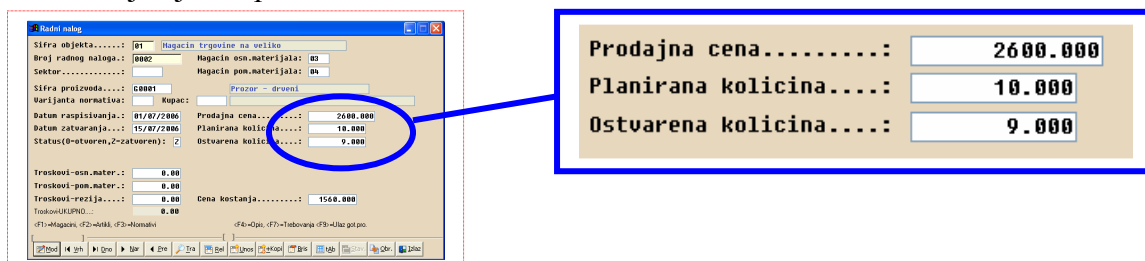 Radni nalog
Sifra objekta......: 01 Magacin trgovine na veliko
Broj radnog naloga.: 0002 Magacin osn.materijala: 03
Sektor.............: Magacin pom.materijala: 04
Sifra proizvoda....: G0001 Prozor - drveni
Varijanta normativa: Kupac:
Datum raspisivanja.: 01/07/2006 Prodajna cena.........: 2600.000
Datum zatvaranja...: 15/07/2006 Planirana kolicina....: 10.000
Status(O=otvoren,Z=zatvoren): Z Ostvarena kolicina....: 9.000
Troskovi-osn.mater.: 0.00
Troskovi-pom.mater.: 0.00
Troskovi-rezija....: 0.00 Cena kostanja.........: 1560.000
Troskovi-UKUPNO...: 0.00
<F1>=Magacini, <F2>=Artikli, <F3>=Normativi <F4>=Opis, <F7>=Trebovanja <F9>=Ulaz got.pro.
Mod Vrh Dno Nar Pre Tra Rel Unos +Kopi Bris tAb Stav Obr. Izlaz
Prodajna cena.........: 2600.000
Planirana kolicina....: 10.000
Ostvarena kolicina....: 9.000